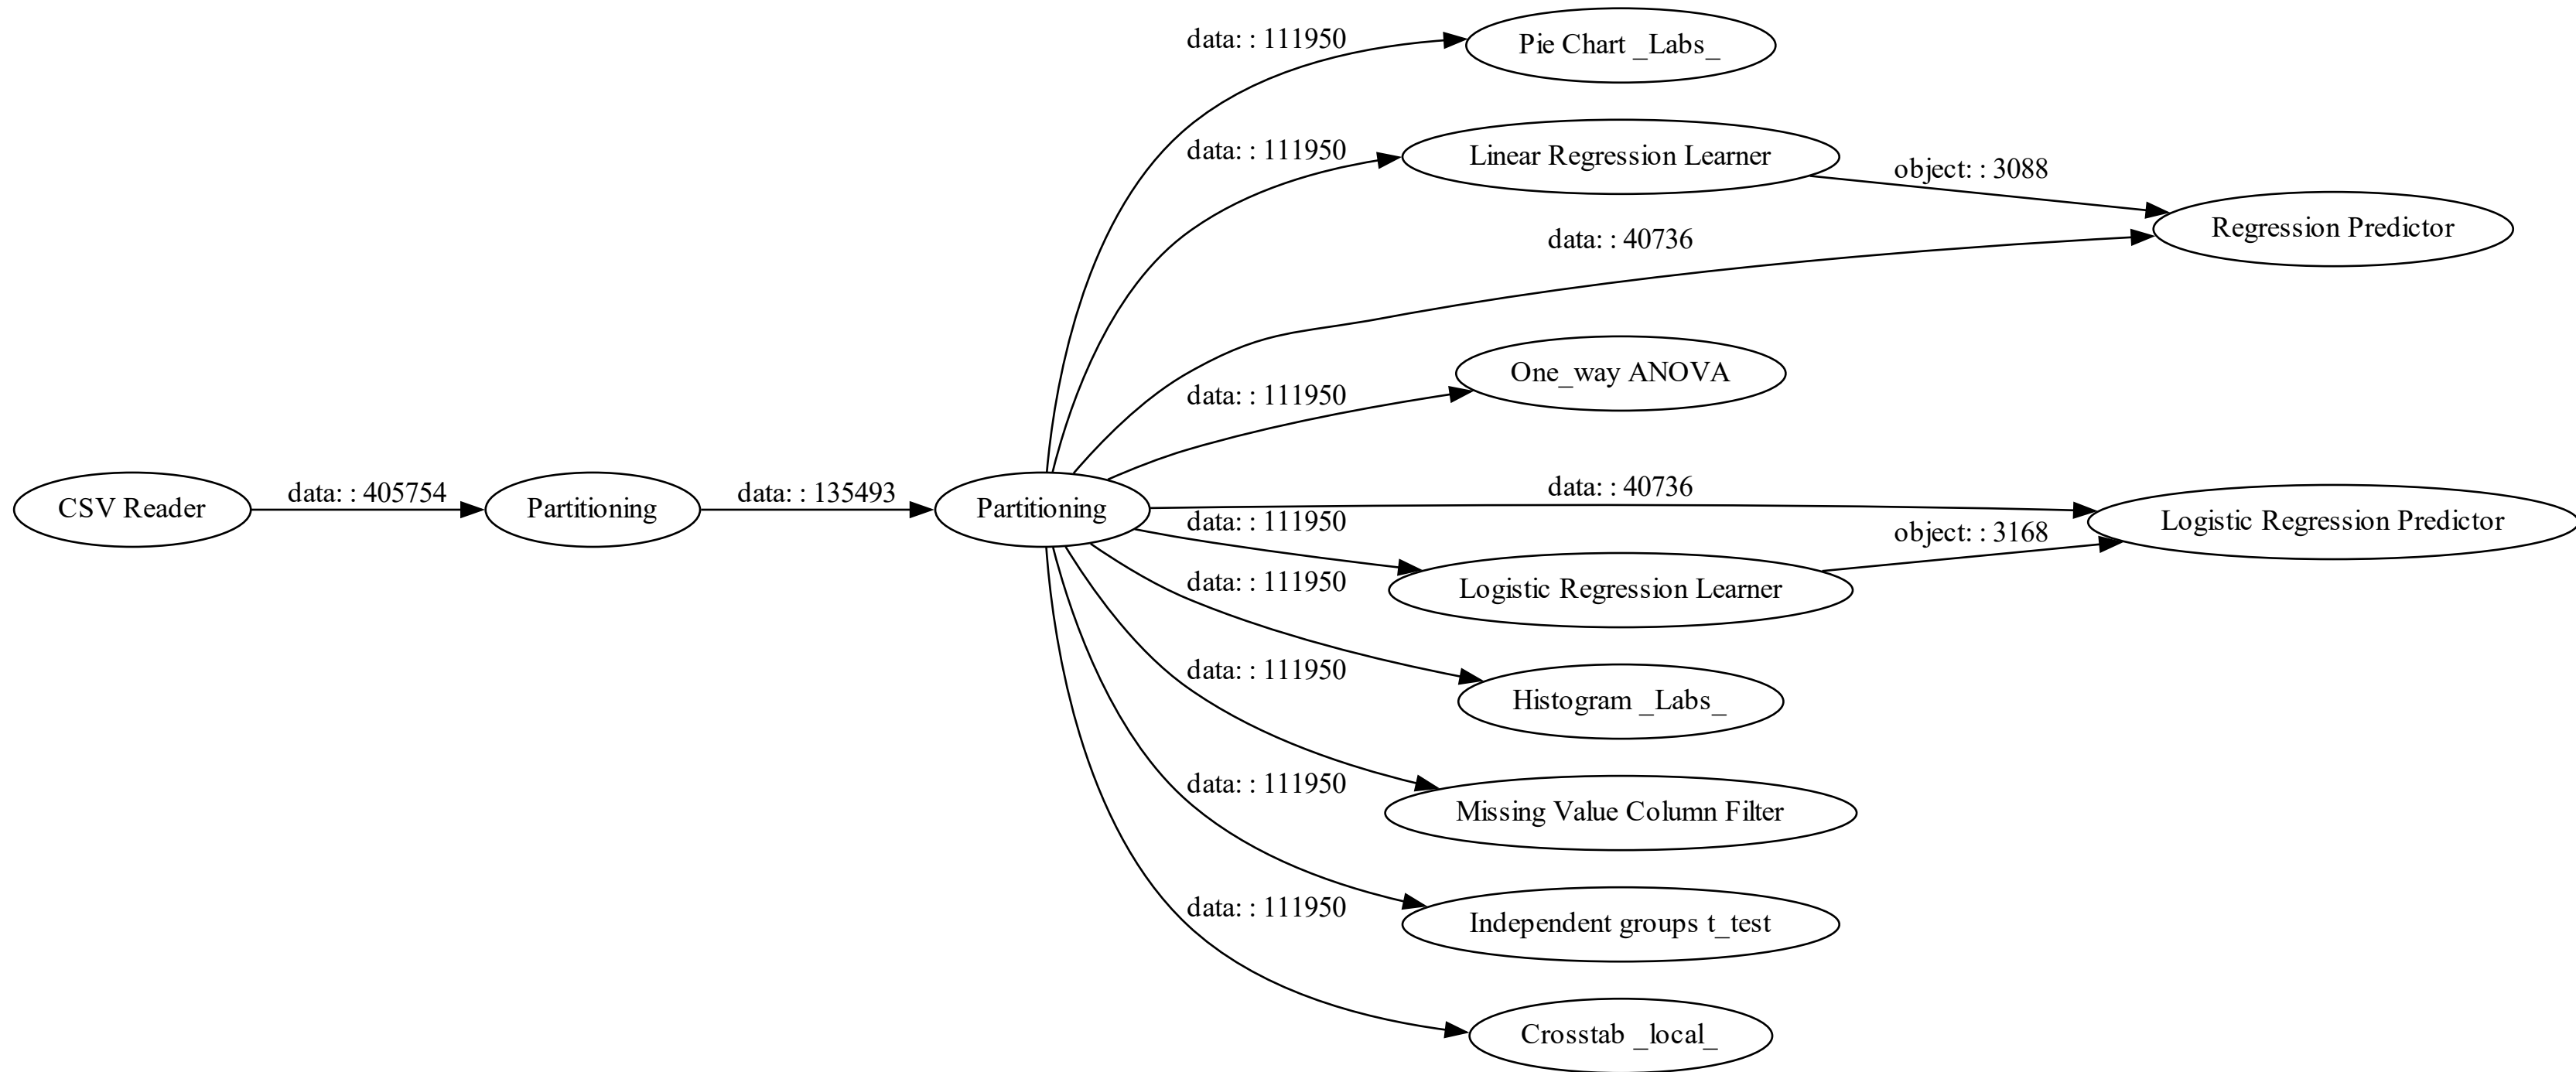 data: : 111950
Pie Chart _Labs_
data: : 111950
Linear Regression Learner
object: : 3088
Regression Predictor
data: : 40736
One_way ANOVA
data: : 111950
CSV Reader
data: : 405754
Partitioning
data: : 135493
Partitioning
data: : 40736
Logistic Regression Predictor
data: : 111950
object: : 3168
Logistic Regression Learner
data: : 111950
Histogram _Labs_
data: : 111950
Missing Value Column Filter
data: : 111950
Independent groups t_test
data: : 111950
Crosstab _local_